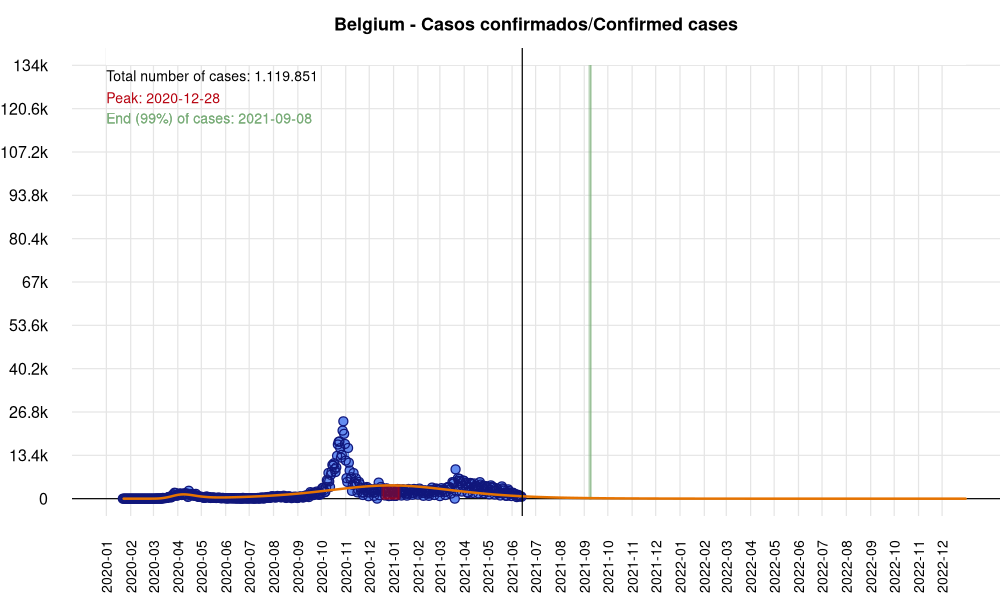 Belgium - Casos confirmados/Confirmed cases
134k
120.6k
107.2k
93.8k
80.4k
67k
53.6k
40.2k
26.8k
13.4k
0
Total number of cases: 1.119.851
Peak: 2020-12-28
End (99%) of cases: 2021-09-08
2020-01
2020-02
2020-03
2020-04
2020-05
2020-06
2020-07
2020-08
2020-09
2020-10
2020-11
2020-12
2021-01
2021-02
2021-03
2021-04
2021-05
2021-06
2021-07
2021-08
2021-09
2021-10
2021-11
2021-12
2022-01
2022-02
2022-03
2022-04
2022-05
2022-06
2022-07
2022-08
2022-09
2022-10
2022-11
2022-12